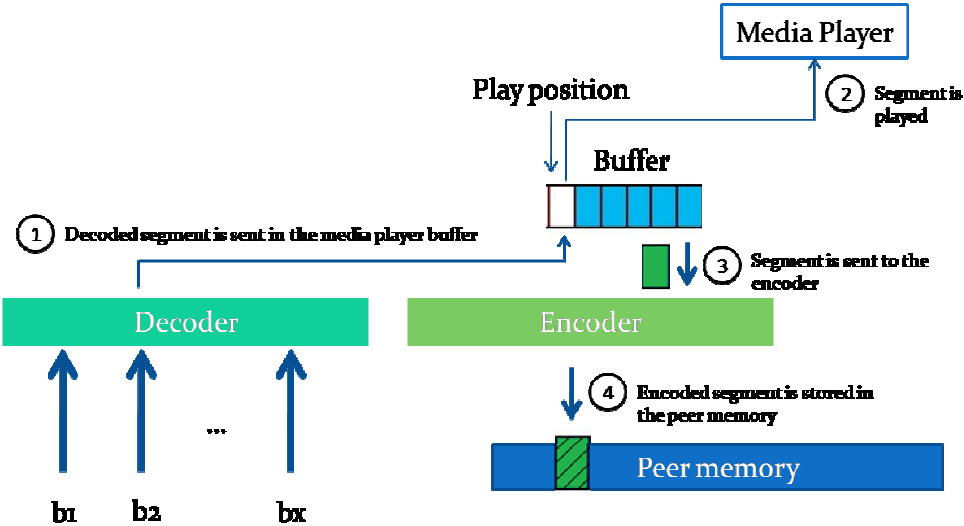 Media Player
Play position
2 Segment is
played
Buffer
1 Decoded segment is sent in the media player buffer
3 Segment is sent to the
encoder
Decoder
Encoder
4 Encoded segment is stored in
the peer memory
...
Peer memory
b1 b2 bx